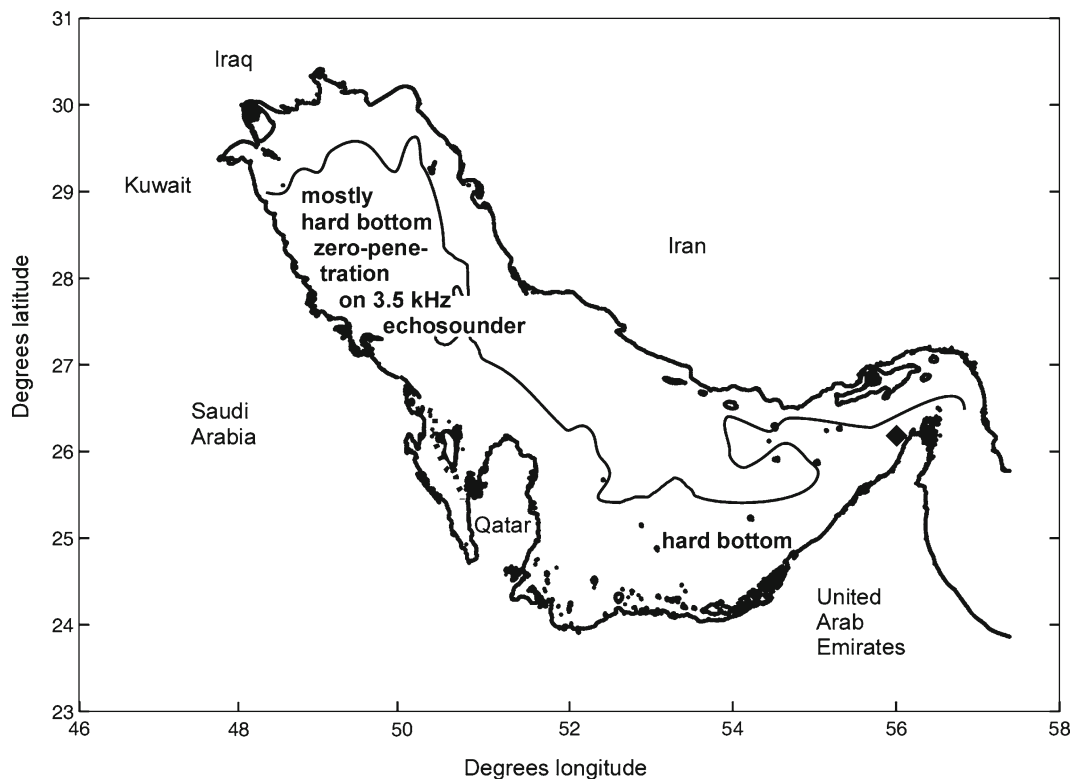 31
30
29
28
27
26
25
24
23
Degrees latitude
Iraq
Kuwait
mostly
hard bottom
zero-pene-
tration
on 3.5 kHz
echosounder
Iran
Saudi
Arabia
Qatar
hard bottom
United
Arab
Emirates
46
48
50
52
54
56
58
Degrees longitude